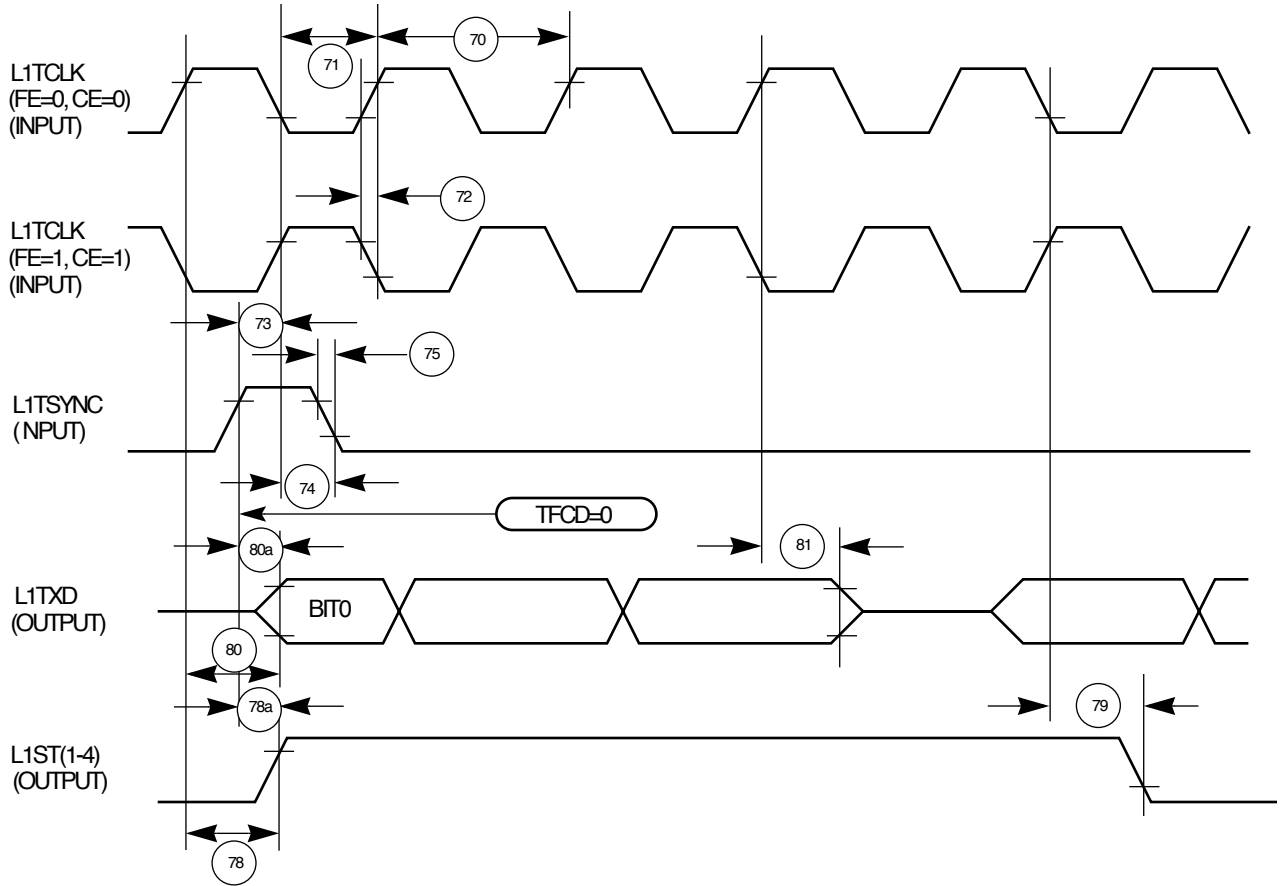 71
70
L1TCLK
(FE=0, CE=0)
(INPUT)
72
L1TCLK
(FE=1, CE=1)
(INPUT)
73
75
L1TSYNC
( NPUT)
74
TFCD=0
80a
81
L1TXD
(OUTPUT)
BIT0
80
78a
79
L1ST(1-4)
(OUTPUT)
78